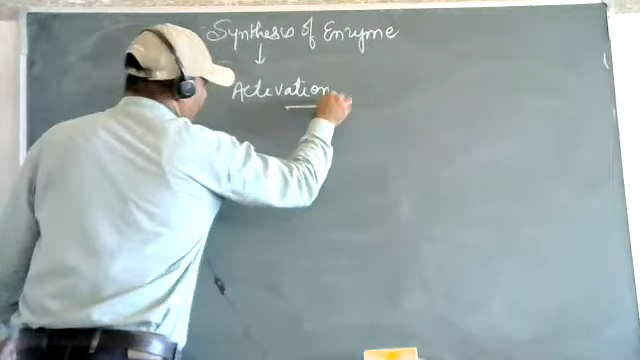 Synthesis of Enzyme
↓
Activation